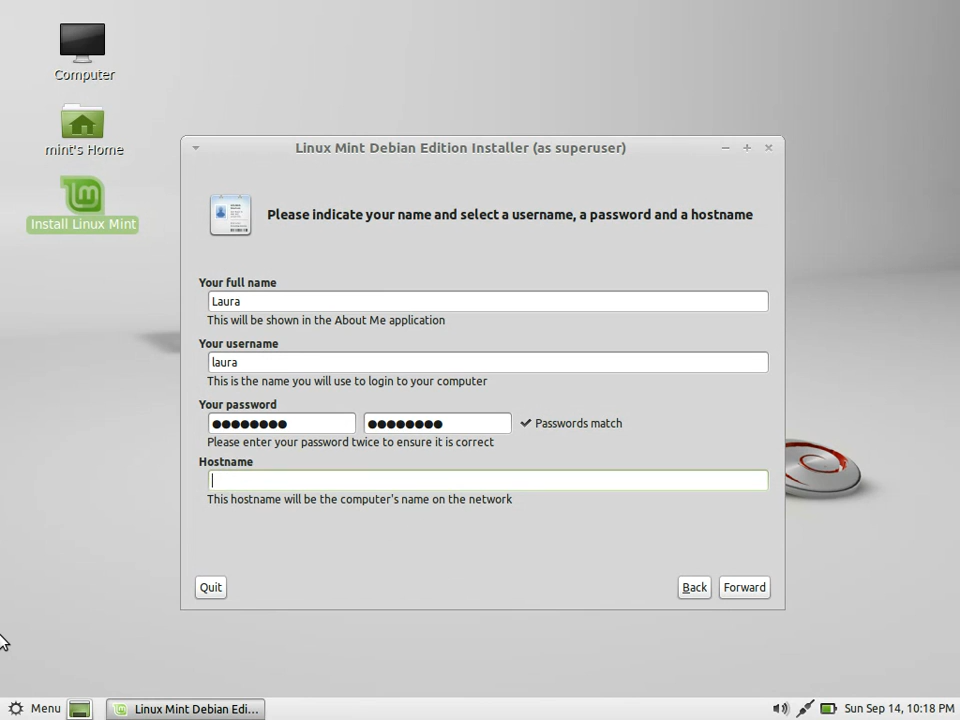 Computer
mint's Home
Install Linux Mint
Linux Mint Debian Edition Installer (as superuser)
Please indicate your name and select a username, a password and a hostname
Your full name
Laura
This will be shown in the About Me application
Your username
laura
This is the name you will use to login to your computer
Your password
●●●●●●●● ●●●●●●●● ✔ Passwords match
Please enter your password twice to ensure it is correct
Hostname
This hostname will be the computer's name on the network
Quit Back Forward
Menu Linux Mint Debian Edi... Sun Sep 14, 10:18 PM